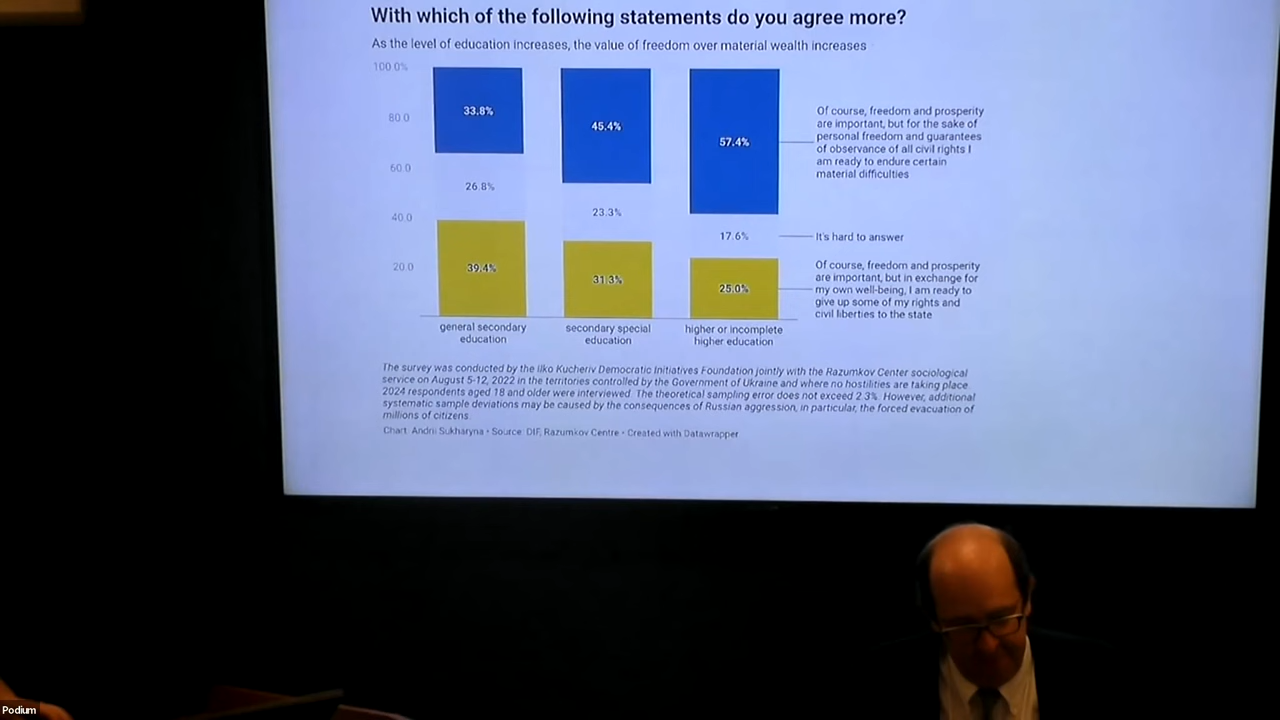 With which of the following statements do you agree more?
As the level of education increases, the value of freedom over material wealth increases
100.0%
80.0
60.0
40.0
20.0
33.8%
26.8%
39.4%
45.4%
23.3%
31.3%
57.4%
17.6%
25.0%
Of course, freedom and prosperity
are important, but for the sake of
personal freedom and guarantees
of observance of all civil rights I
am ready to endure certain
material difficulties
It's hard to answer
Of course, freedom and prosperity
are important, but in exchange for
my own well-being, I am ready to
give up some of my rights and
civil liberties to the state
general secondary
education
secondary special
education
higher or incomplete
higher education
The survey was conducted by the Ilko Kucheriv Democratic Initiatives Foundation jointly with the Razumkov Center sociological
service on August 5-12, 2022 in the territories controlled by the Government of Ukraine and where no hostilities are taking place.
2024 respondents aged 18 and older were interviewed. The theoretical sampling error does not exceed 2.3%. However, additional
systematic sample deviations may be caused by the consequences of Russian aggression, in particular, the forced evacuation of
millions of citizens.
Chart: Andrii Sukharyna • Source: DIF, Razumkov Centre • Created with Datawrapper
Podium